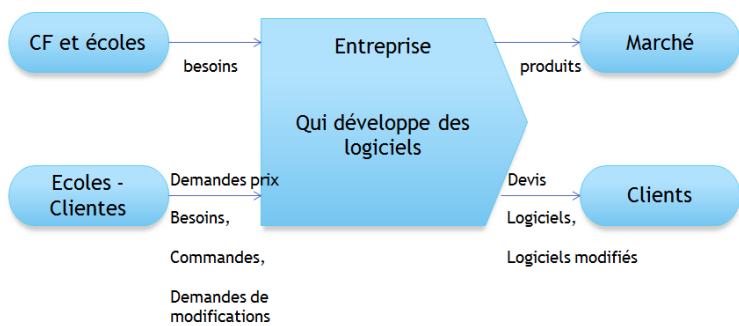 CF et écoles
besoins
Entreprise
Qui développe des
logiciels
produits
Marché
Ecoles -
Clientes
Demandes prix
Besoins,
Commandes,
Demandes de
modifications
Devis
Logiciels,
Logiciels modifiés
Clients